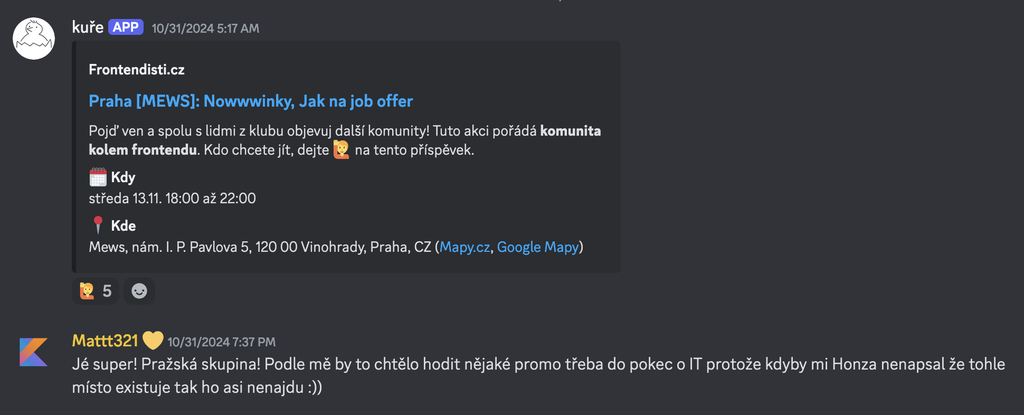 kuře APP 10/31/2024 5:17 AM
Frontendisti.cz
Praha [MEWS]: Nowwwinky, Jak na job offer
Pojď ven a spolu s lidmi z klubu objevuj další komunity! Tuto akci pořádá komunita
kolem frontendu. Kdo chcete jít, dejte 🙋 na tento příspěvek.
🗓️ Kdy
středa 13.11. 18:00 až 22:00
📍 Kde
Mews, nám. I. P. Pavlova 5, 120 00 Vinohrady, Praha, CZ (Mapy.cz, Google Mapy)
🙋 5
Mattt321 💛 10/31/2024 7:37 PM
Jé super! Pražská skupina! Podle mě by to chtělo hodit nějaké promo třeba do pokec o IT protože kdyby mi Honza nenapsal že tohle
místo existuje tak ho asi nenajdu :))